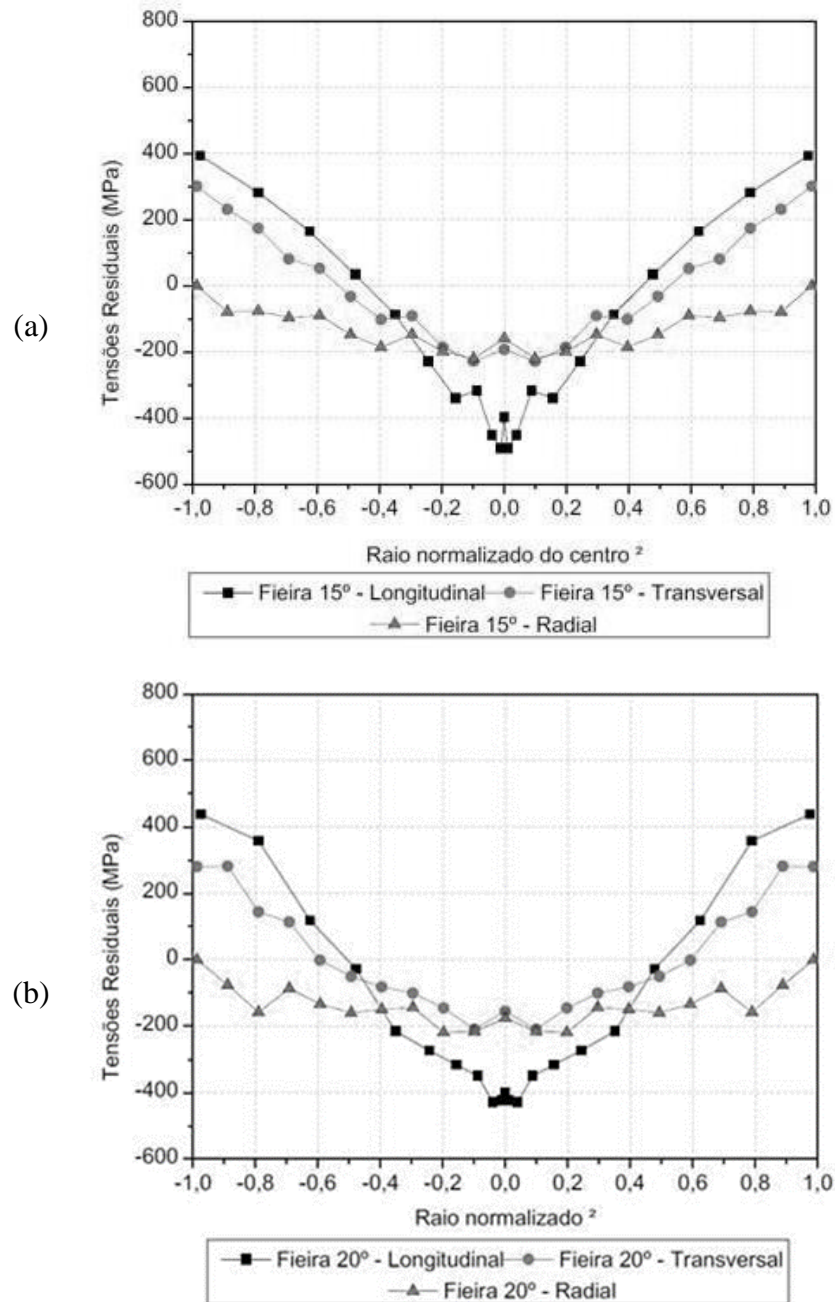 (a)
Tensões Residuais (MPa)
800
600
400
200
0
-200
-400
-600
-1,0 -0,8 -0,6 -0,4 -0,2 0,0 0,2 0,4 0,6 0,8 1,0
Raio normalizado do centro ²
Fieira 15º - Longitudinal Fieira 15º - Transversal
Fieira 15º - Radial
(b)
Tensões Residuais (MPa)
800
600
400
200
0
-200
-400
-600
-1,0 -0,8 -0,6 -0,4 -0,2 0,0 0,2 0,4 0,6 0,8 1,0
Raio normalizado ²
Fieira 20º - Longitudinal Fieira 20º - Transversal
Fieira 20º - Radial